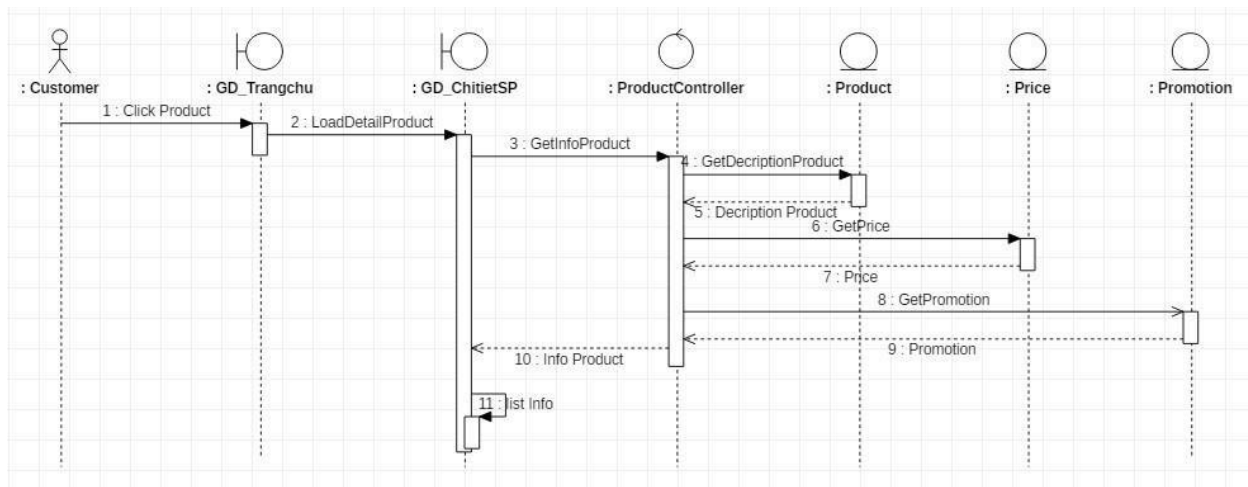 : Customer
: GD_Trangchu
: GD_ChitietSP
: ProductController
: Product
: Price
: Promotion
1 : Click Product
2 : LoadDetailProduct
3 : GetInfoProduct
4 : GetDecriptionProduct
5 : Decription Product
6 : GetPrice
7 : Price
8 : GetPromotion
9 : Promotion
10 : Info Product
11 : list Info